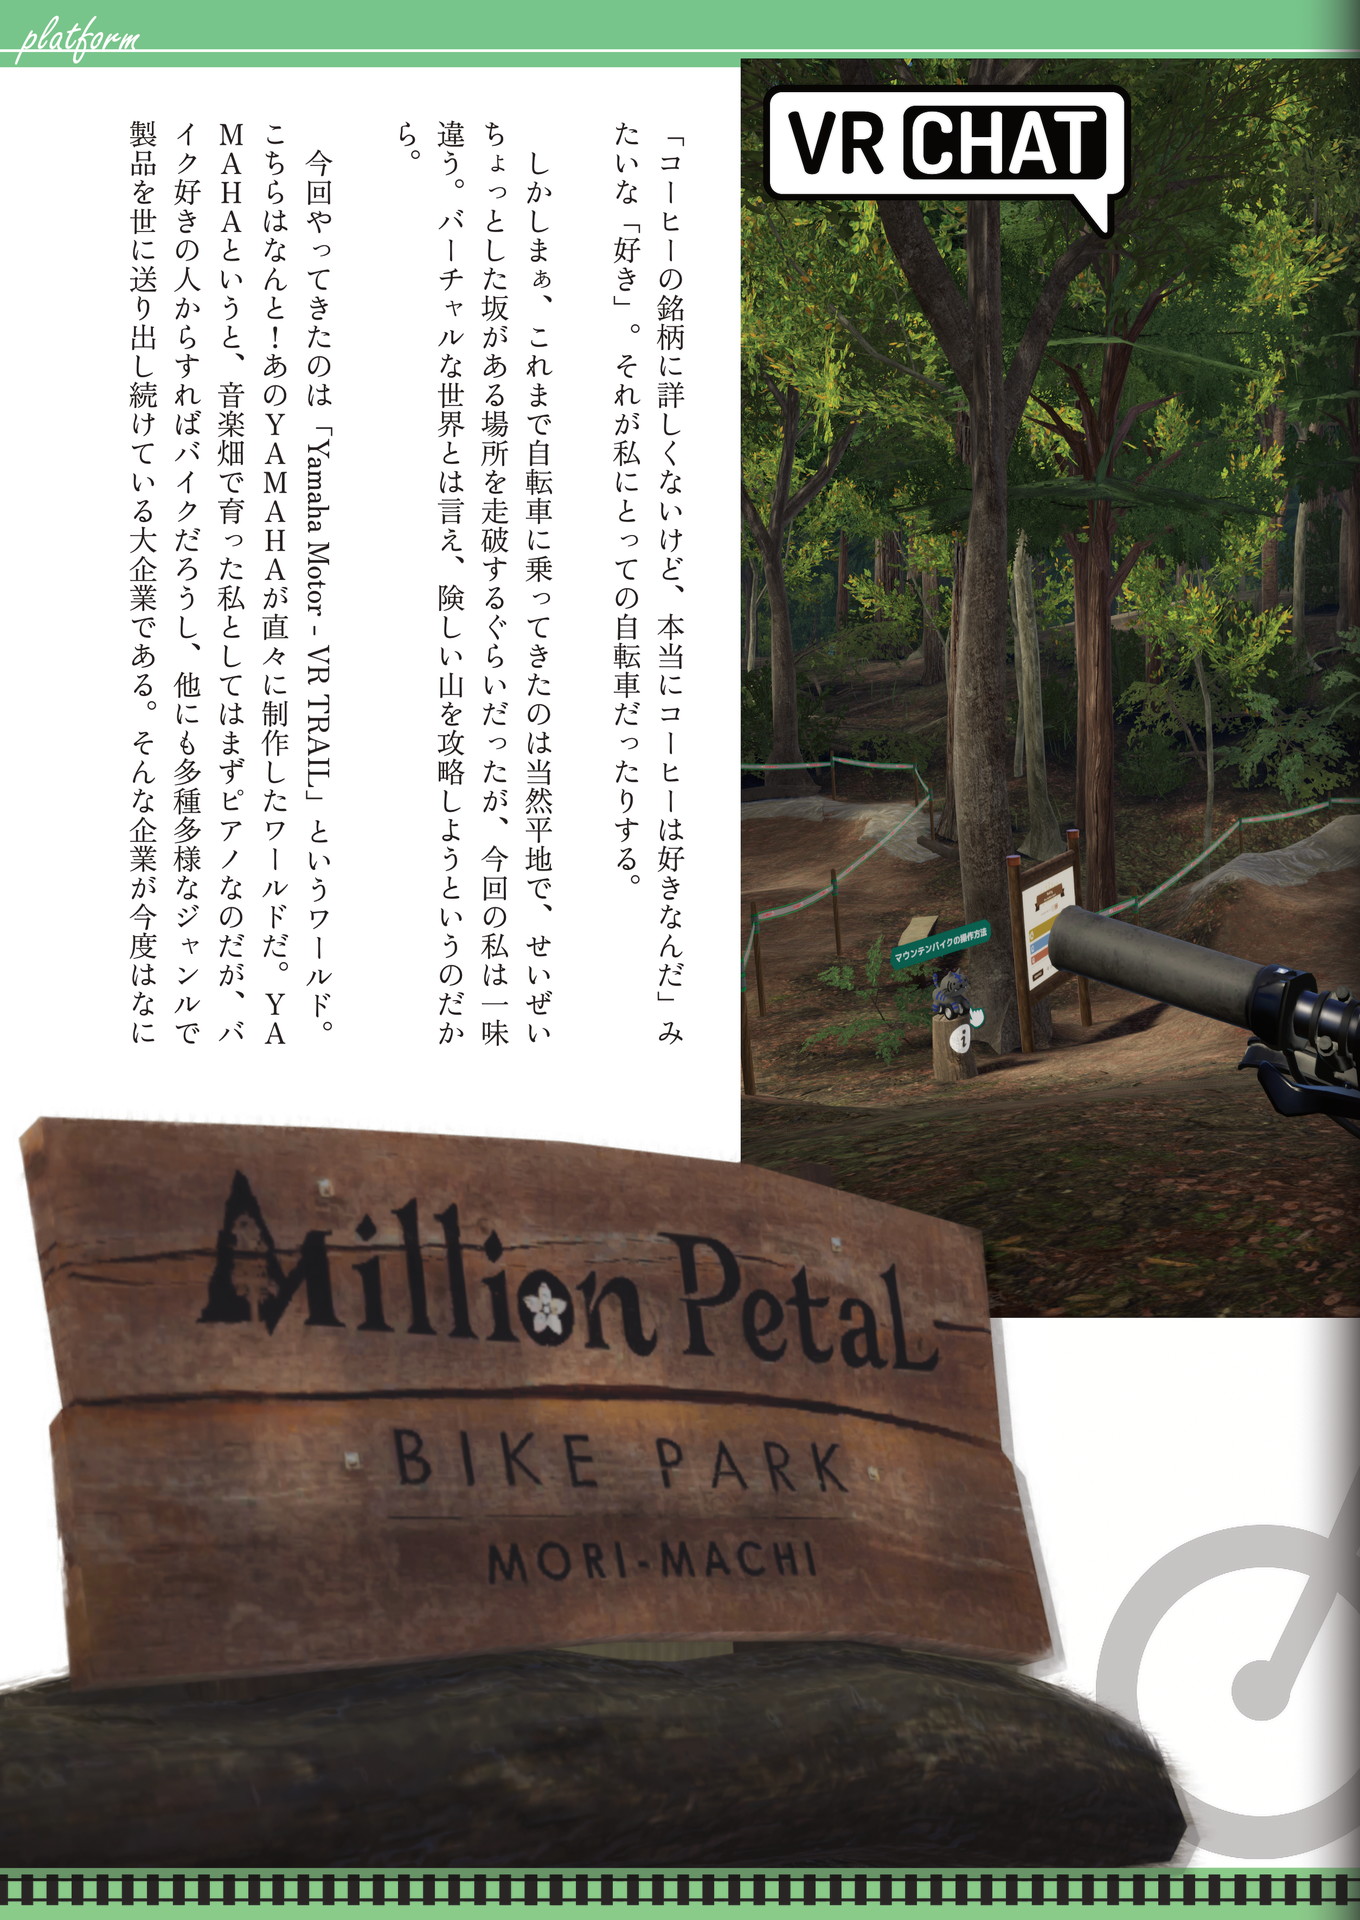 platform
VR CHAT
「コーヒーの銘柄に詳しくないけど、本当にコーヒーは好きなんだ」み
たいな「好き」。それが私にとっての自転車だったりする。
しかしまぁ、これまで自転車に乗ってきたのは当然平地で、せいぜい
ちょっとした坂がある場所を走破するぐらいだったが、今回の私は一味
違う。バーチャルな世界とは言え、険しい山を攻略しようというのだか
ら。
今回やってきたのは「Yamaha Motor - VR TRAIL」というワールド。
こちらはなんと！あのYAMAHAが直々に制作したワールドだ。YA
MAHAというと、音楽畑で育った私としてはまずピアノなのだが、バ
イク好きの人からすればバイクだろうし、他にも多種多様なジャンルで
製品を世に送り出し続けている大企業である。そんな企業が今度はなに
マウンテンバイクの操作方法
i
Million Petal
BIKE PARK
MORI-MACHI